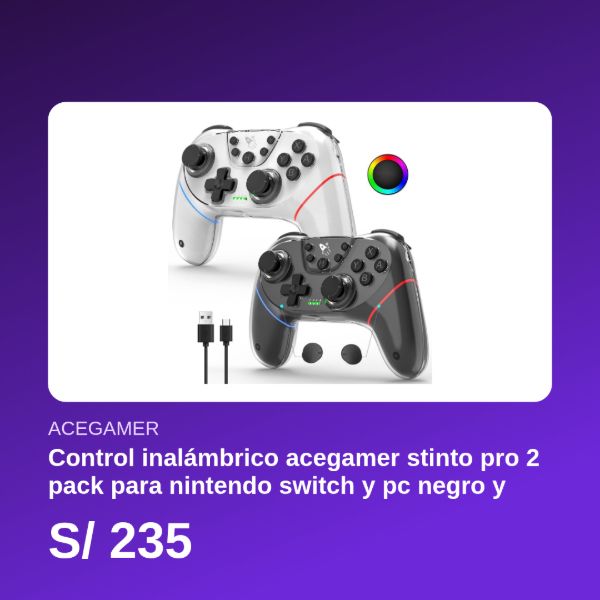 ACEGAMER
Control inalámbrico acegamer stinto pro 2
pack para nintendo switch y pc negro y
S/ 235